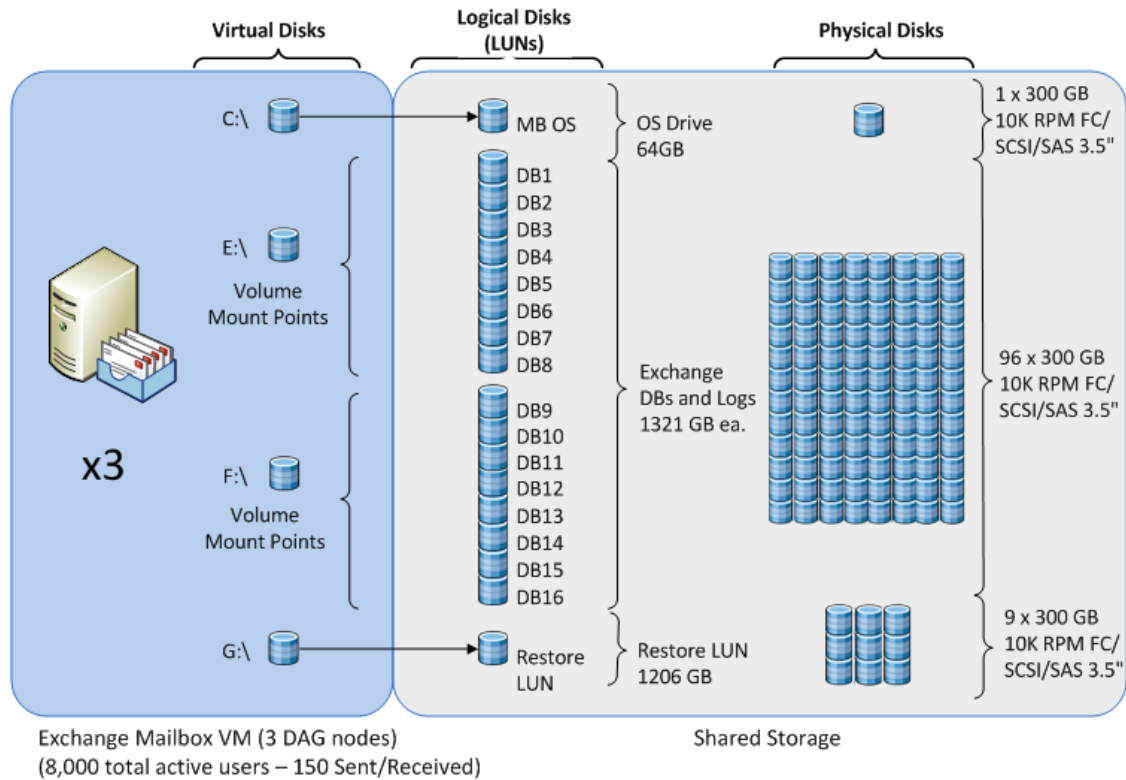 Virtual Disks
Logical Disks
(LUNs)
Physical Disks
C:\
MB OS
OS Drive
64GB
1 x 300 GB
10K RPM FC/
SCSI/SAS 3.5"
E:\
Volume
Mount Points
DB1
DB2
DB3
DB4
DB5
DB6
DB7
DB8
x3
Exchange
DBs and Logs
1321 GB ea.
96 x 300 GB
10K RPM FC/
SCSI/SAS 3.5"
F:\
Volume
Mount Points
DB9
DB10
DB11
DB12
DB13
DB14
DB15
DB16
G:\
Restore
LUN
Restore LUN
1206 GB
9 x 300 GB
10K RPM FC/
SCSI/SAS 3.5"
Exchange Mailbox VM (3 DAG nodes)
(8,000 total active users – 150 Sent/Received)
Shared Storage